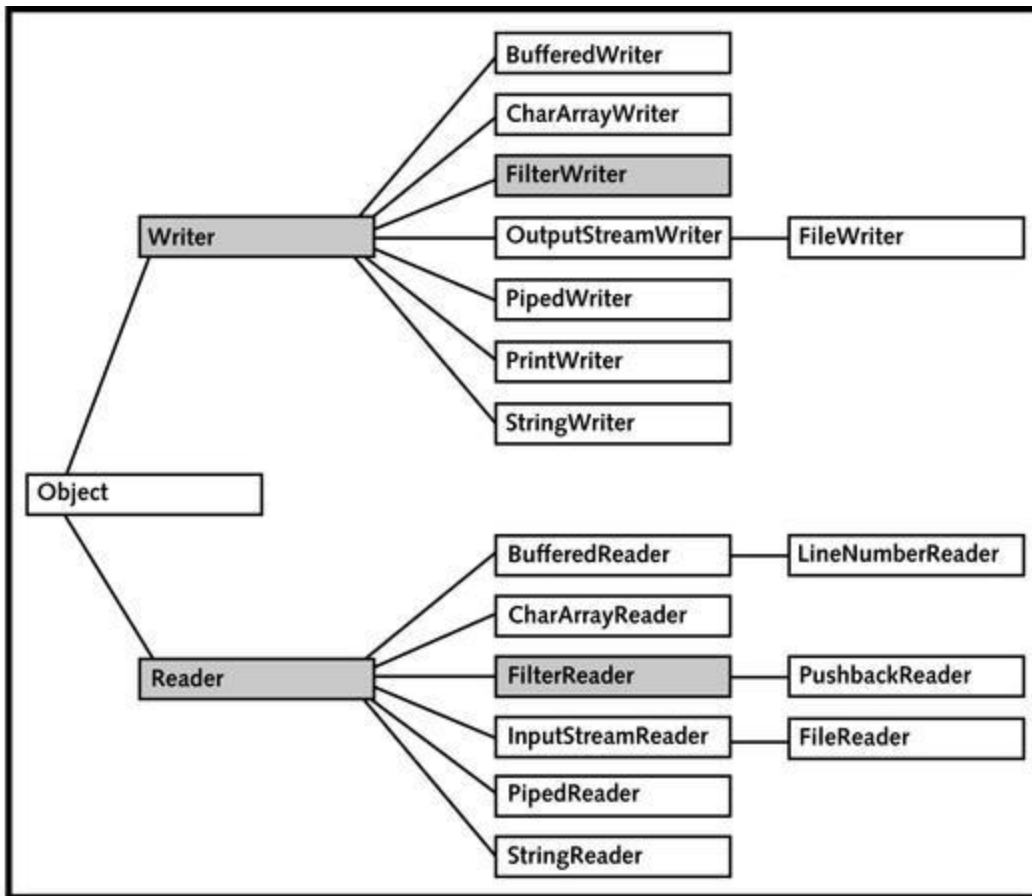 BufferedWriter
CharArrayWriter
FilterWriter
Writer
OutputStreamWriter
FileWriter
PipedWriter
PrintWriter
StringWriter
Object
BufferedReader
LineNumberReader
CharArrayReader
Reader
FilterReader
PushbackReader
InputStreamReader
FileReader
PipedReader
StringReader